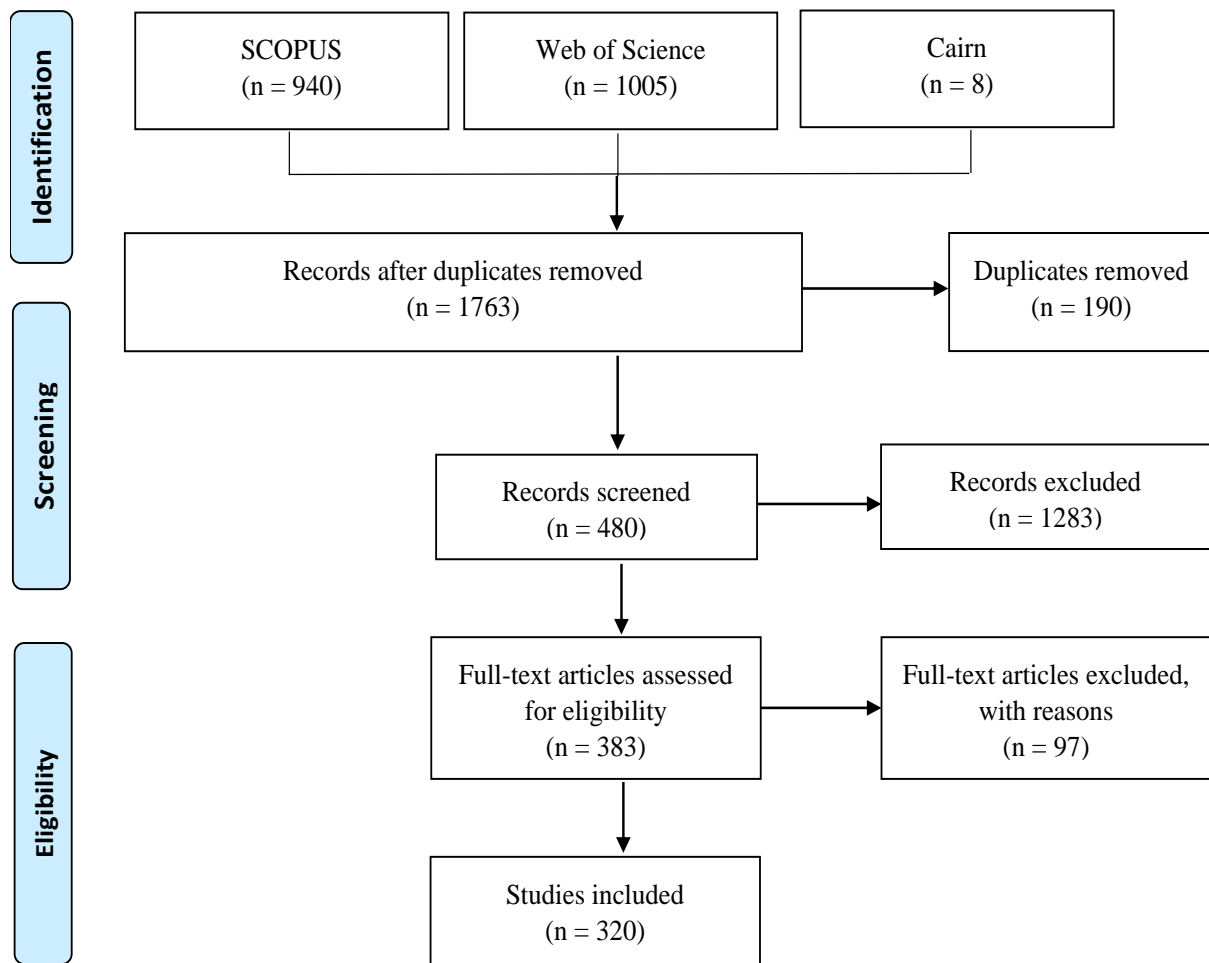 Identification
SCOPUS
(n = 940)
Web of Science
(n = 1005)
Cairn
(n = 8)
Records after duplicates removed
(n = 1763)
Duplicates removed
(n = 190)
Screening
Records screened
(n = 480)
Records excluded
(n = 1283)
Eligibility
Full-text articles assessed
for eligibility
(n = 383)
Full-text articles excluded,
with reasons
(n = 97)
Studies included
(n = 320)